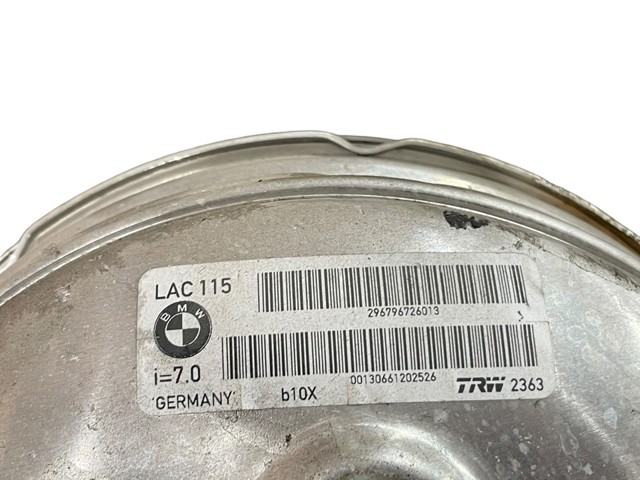 LAC 115
296796726013
BMW
i=7.0
00130661202526
GERMANY b10X TRW 2363